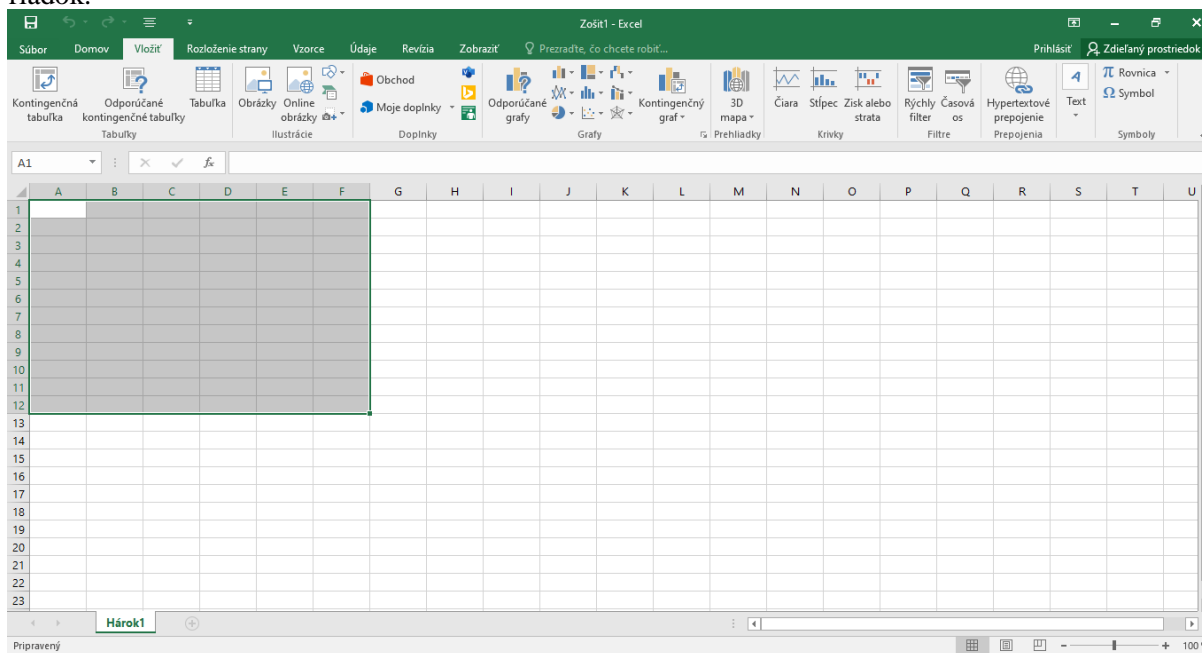 riadok.
Zošit1 - Excel
Súbor Domov Vložiť Rozloženie strany Vzorce Údaje Revízia Zobraziť Prezraďte, čo chcete robiť... Prihlásiť Zdieľaný prostriedok
Kontingenčná tabuľka
Odporúčané kontingenčné tabuľky
Tabuľka
Tabuľky
Obrázky
Online obrázky
Ilustrácie
Obchod
Moje doplnky
Doplnky
Odporúčané grafy
Kontingenčný graf
Grafy
3D mapa
Prehliadky
Čiara
Stĺpec
Zisk alebo strata
Krivky
Rýchly filter
Časová os
Filtre
Hypertextové prepojenie
Prepojenia
Text
π Rovnica
Ω Symbol
Symboly
A1 fx
A B C D E F G H I J K L M N O P Q R S T U
1
2
3
4
5
6
7
8
9
10
11
12
13
14
15
16
17
18
19
20
21
22
23
Hárok1
Pripravený 100